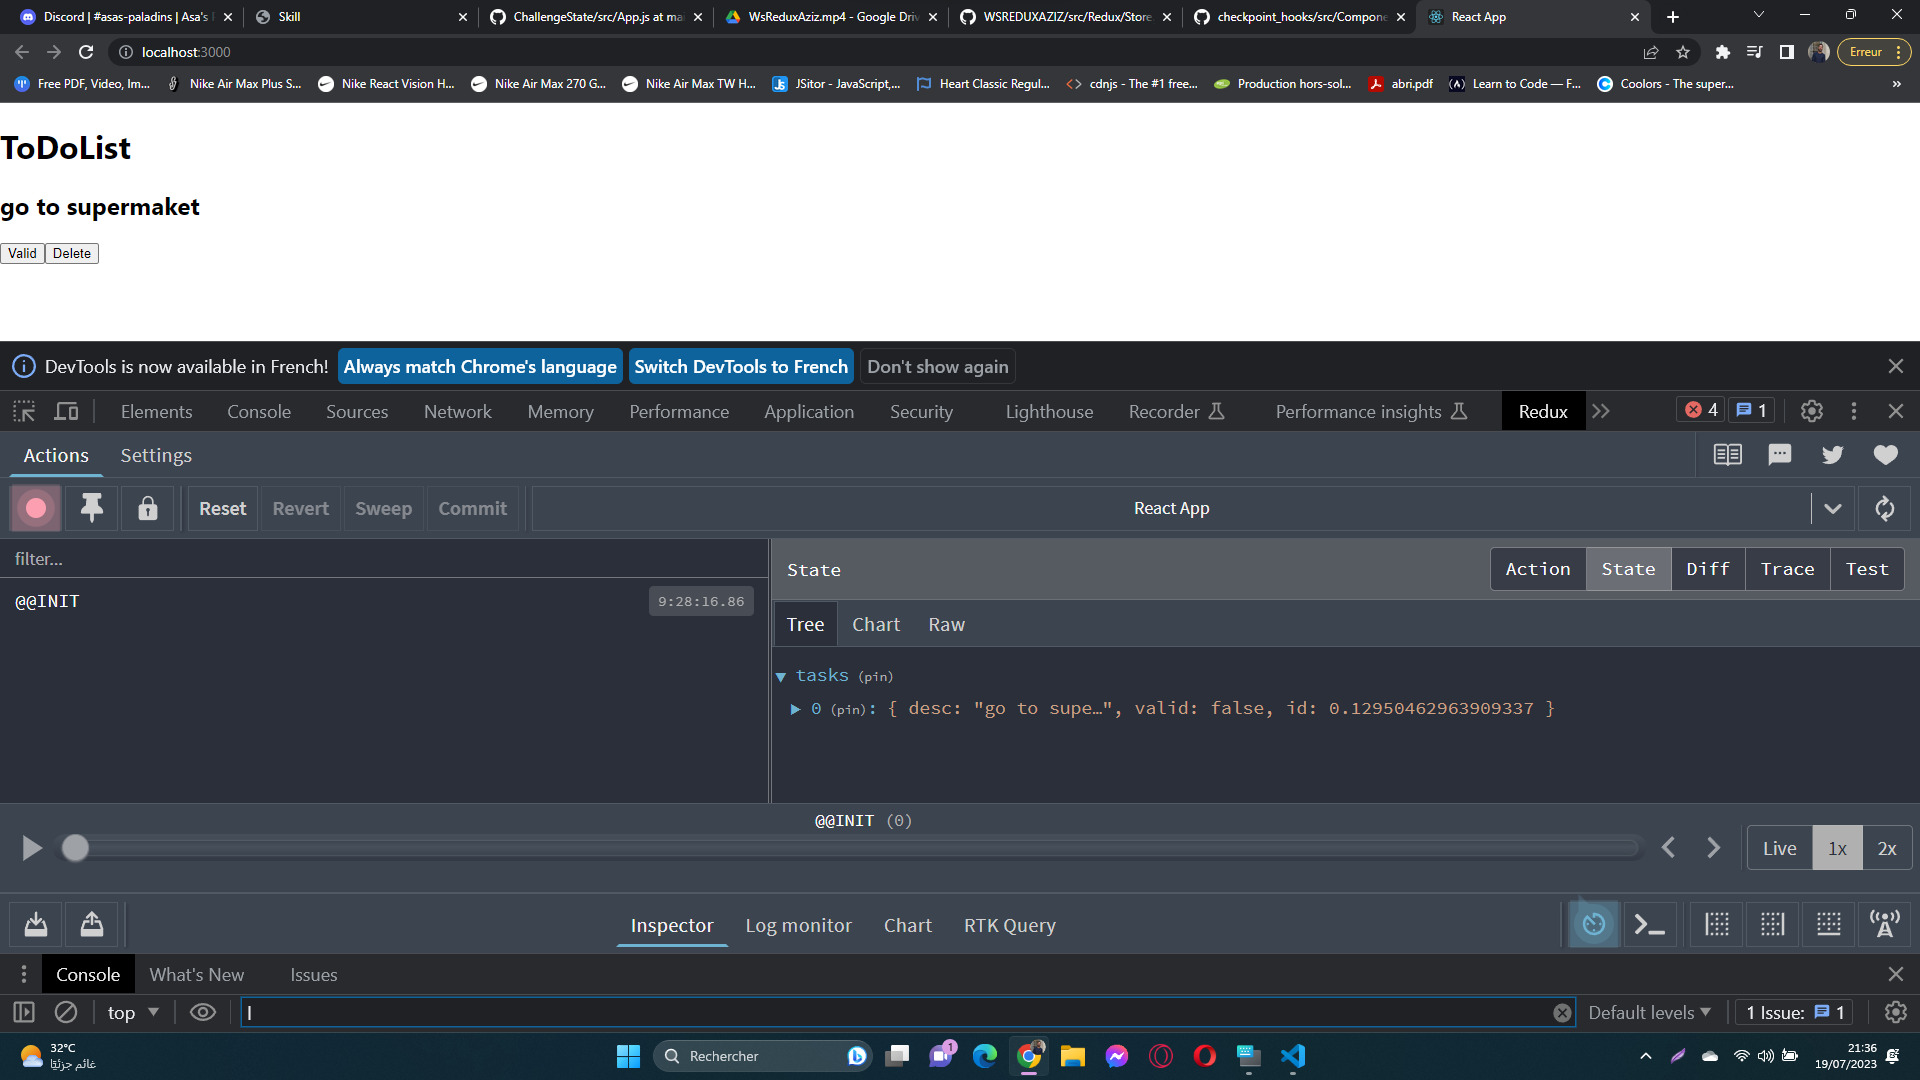 Discord | #asas-paladins | Asa's
Skill
ChallengeState/src/App.js at ma
WsReduxAziz.mp4 - Google Driv
WSREDUXAZIZ/src/Redux/Store.
checkpoint_hooks/src/Compone
React App
localhost:3000
Erreur
Free PDF, Video, Im...
Nike Air Max Plus S...
Nike React Vision H...
Nike Air Max 270 G...
Nike Air Max TW H...
JSitor - JavaScript,...
Heart Classic Regul...
cdnjs - The #1 free...
Production hors-sol...
abri.pdf
Learn to Code — F...
Coolors - The super...
»
ToDoList
go to supermaket
Valid Delete
DevTools is now available in French! Always match Chrome's language Switch DevTools to French Don't show again
Elements Console Sources Network Memory Performance Application Security Lighthouse Recorder Performance insights Redux 4 1
Actions Settings
Reset Revert Sweep Commit React App
filter...
State Action State Diff Trace Test
@@INIT 9:28:16.86
Tree Chart Raw
tasks (pin)
0 (pin): { desc: "go to supe…", valid: false, id: 0.12950462963909337 }
@@INIT (0)
Live 1x 2x
Inspector Log monitor Chart RTK Query
Console What's New Issues
top Default levels 1 Issue: 1
32°C
غائم جزئيًا
Rechercher
1
21:36
19/07/2023